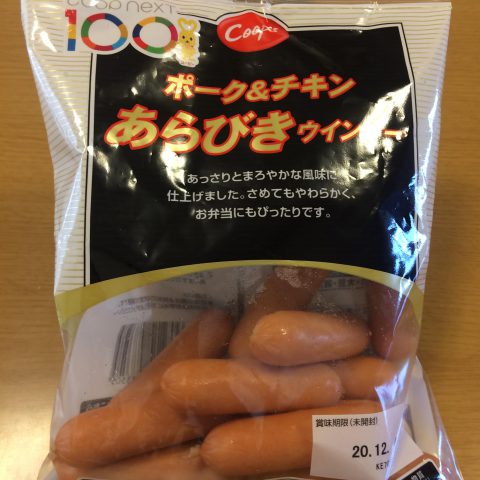 coop next
100
Coops
ポーク&チキン
あらびきウインナー
あっさりとまろやかな風味に
仕上げました。さめてもやわらかく、
お弁当にもぴったりです。
賞味期限(未開封)
20.12.